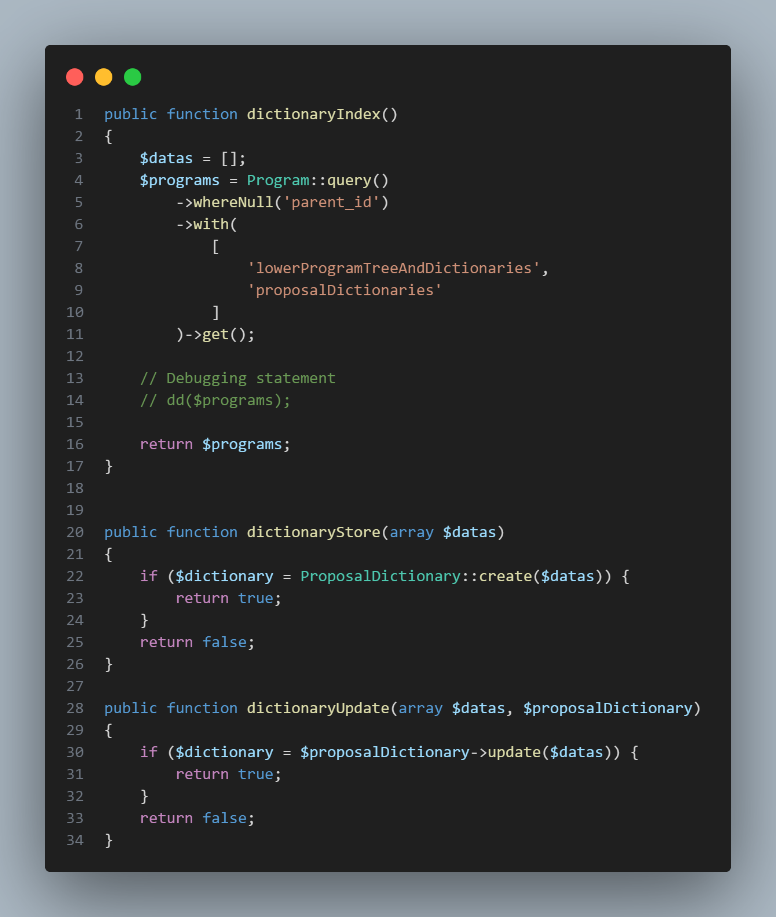 1 public function dictionaryIndex()
2 {
3     $datas = [];
4     $programs = Program::query()
5         ->whereNull('parent_id')
6         ->with(
7             [
8                 'lowerProgramTreeAndDictionaries',
9                 'proposalDictionaries'
10             ]
11         )->get();
12
13     // Debugging statement
14     // dd($programs);
15
16     return $programs;
17 }
18
19
20 public function dictionaryStore(array $datas)
21 {
22     if ($dictionary = ProposalDictionary::create($datas)) {
23         return true;
24     }
25     return false;
26 }
27
28 public function dictionaryUpdate(array $datas, $proposalDictionary)
29 {
30     if ($dictionary = $proposalDictionary->update($datas)) {
31         return true;
32     }
33     return false;
34 }